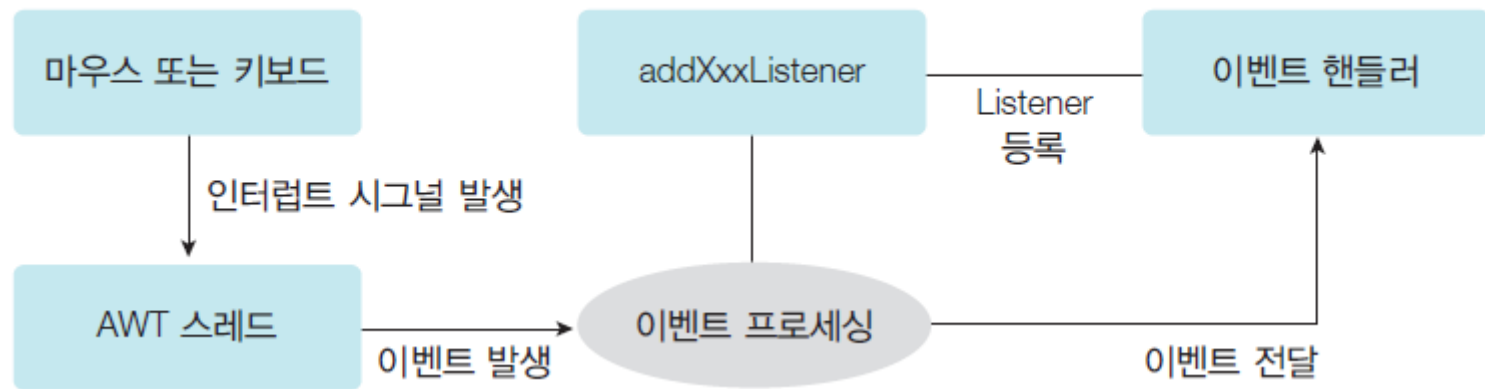 마우스 또는 키보드
addXxxListener
이벤트 핸들러
Listener
등록
인터럽트 시그널 발생
AWT 스레드
이벤트 프로세싱
이벤트 발생
이벤트 전달